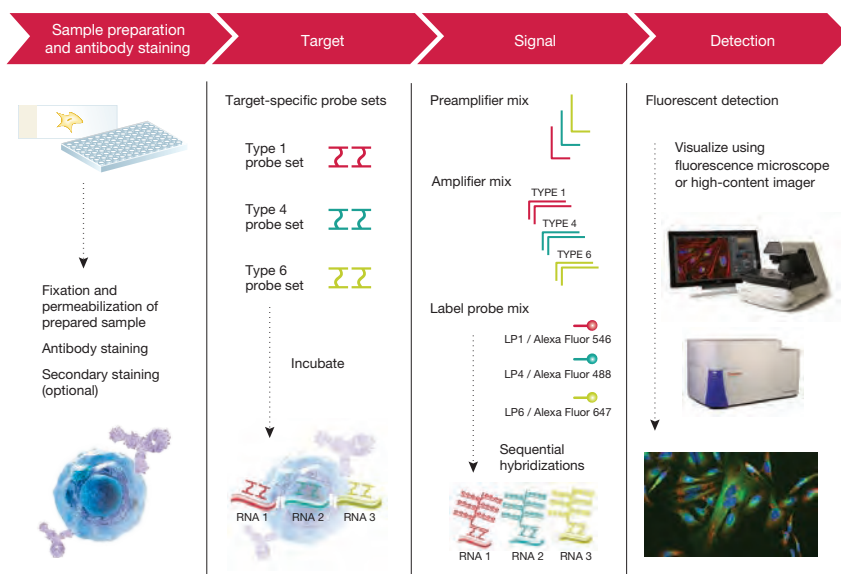 Sample preparation
and antibody staining
Target
Signal
Detection
Fixation and
permeabilization of
prepared sample
Antibody staining
Secondary staining
(optional)
Target-specific probe sets
Type 1
probe set
Type 4
probe set
Type 6
probe set
Incubate
RNA 1
RNA 2
RNA 3
Preamplifier mix
Amplifier mix
TYPE 1
TYPE 4
TYPE 6
Label probe mix
LP1 / Alexa Fluor 546
LP4 / Alexa Fluor 488
LP6 / Alexa Fluor 647
Sequential
hybridizations
RNA 1
RNA 2
RNA 3
Fluorescent detection
Visualize using
fluorescence microscope
or high-content imager